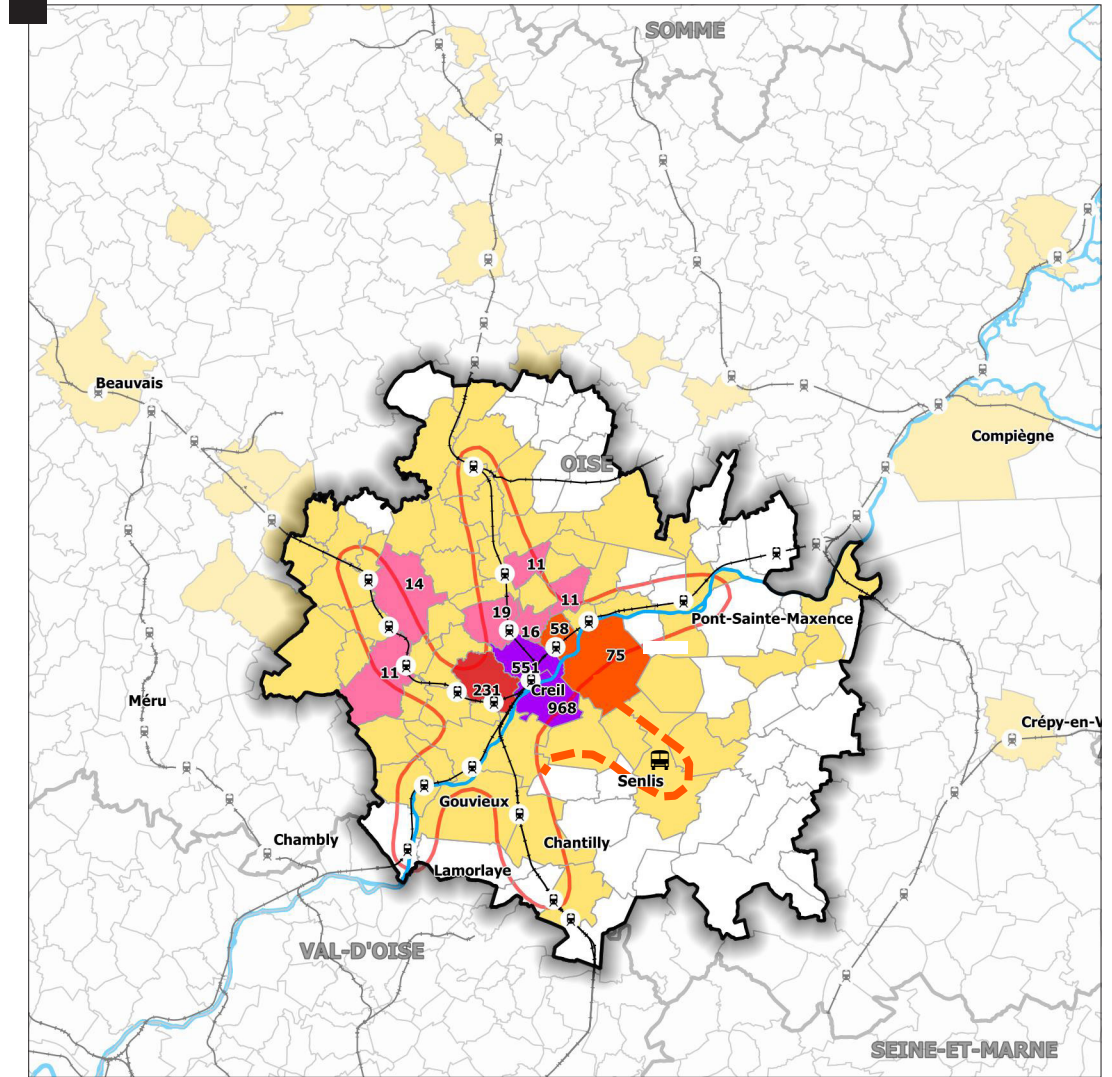 SOMME
Beauvais
Compiègne
OISE
11
14
11
19
Pont-Sainte-Maxence
16
58
75
551
11
231
Creil
Méru
968
Crépy-en-V
Senlis
Gouvieux
Chambly
Chantilly
Lamorlaye
VAL-D'OISE
SEINE-ET-MARNE